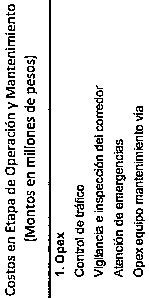 Costos en Etapa de Operación y Mantenimiento
(Montos en millones de pesos)
1. Opex
Control de tráfico
Vigilancia e inspección del corredor
Atención de emergencias
Opex equipo mantenimiento vía